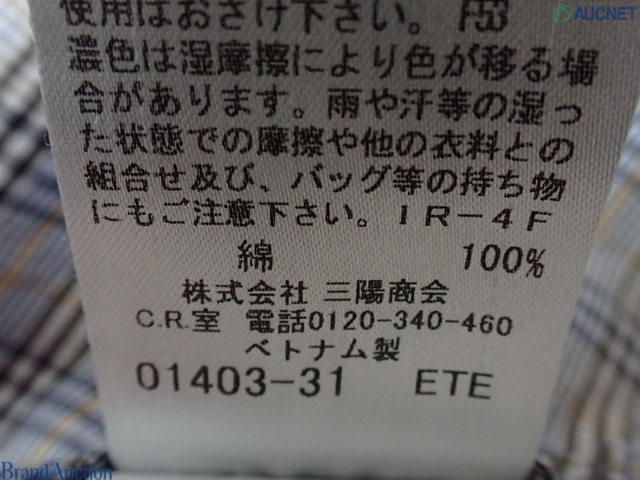 使用はおさけ下さい。F53
濃色は湿摩擦により色が移る場
合があります。雨や汗等の湿っ
た状態での摩擦や他の衣料との
組合せ及び、バッグ等の持ち物
にもご注意下さい。IR-4F
綿 100%
株式会社 三陽商会
C.R.室 電話0120-340-460
ベトナム製
01403-31 ETE
AUCNET
BrandAuction